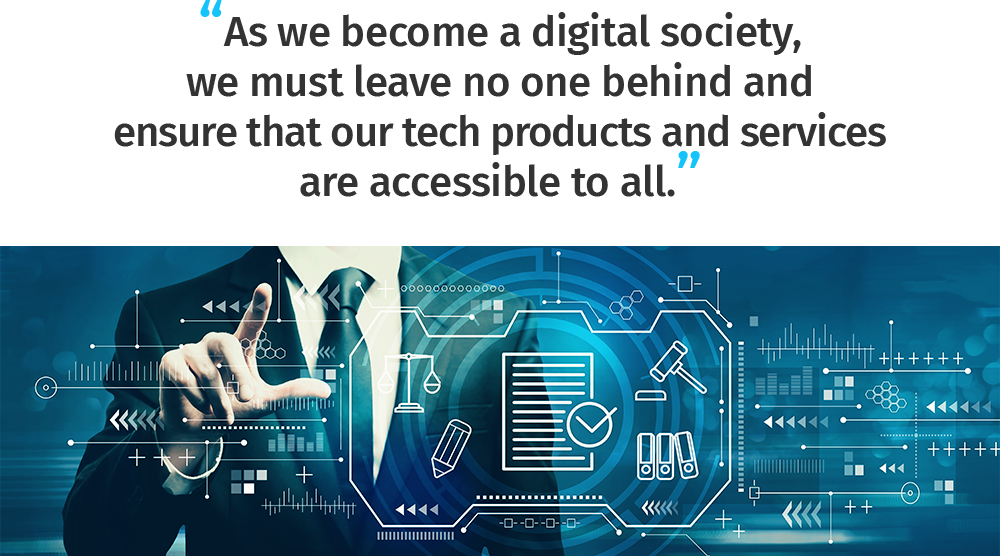 “As we become a digital society,
we must leave no one behind and
ensure that our tech products and services
are accessible to all.”